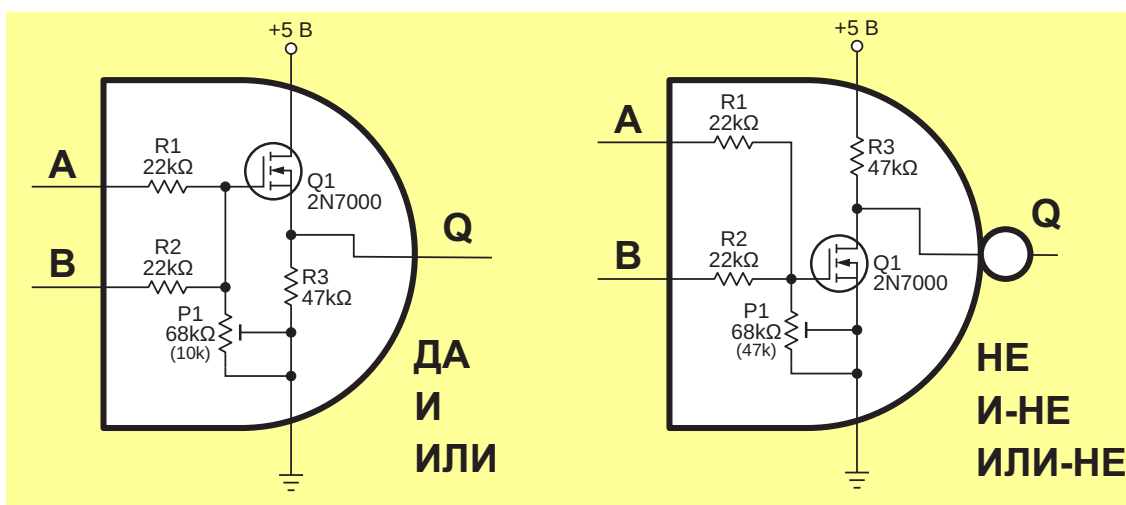 +5 В
A
R1
22kΩ
Q1
2N7000
B
R2
22kΩ
R3
47kΩ
P1
68kΩ
(10k)
Q
ДА
И
ИЛИ
+5 В
A
R1
22kΩ
R3
47kΩ
B
R2
22kΩ
Q1
2N7000
P1
68kΩ
(47k)
Q
НЕ
И-НЕ
ИЛИ-НЕ